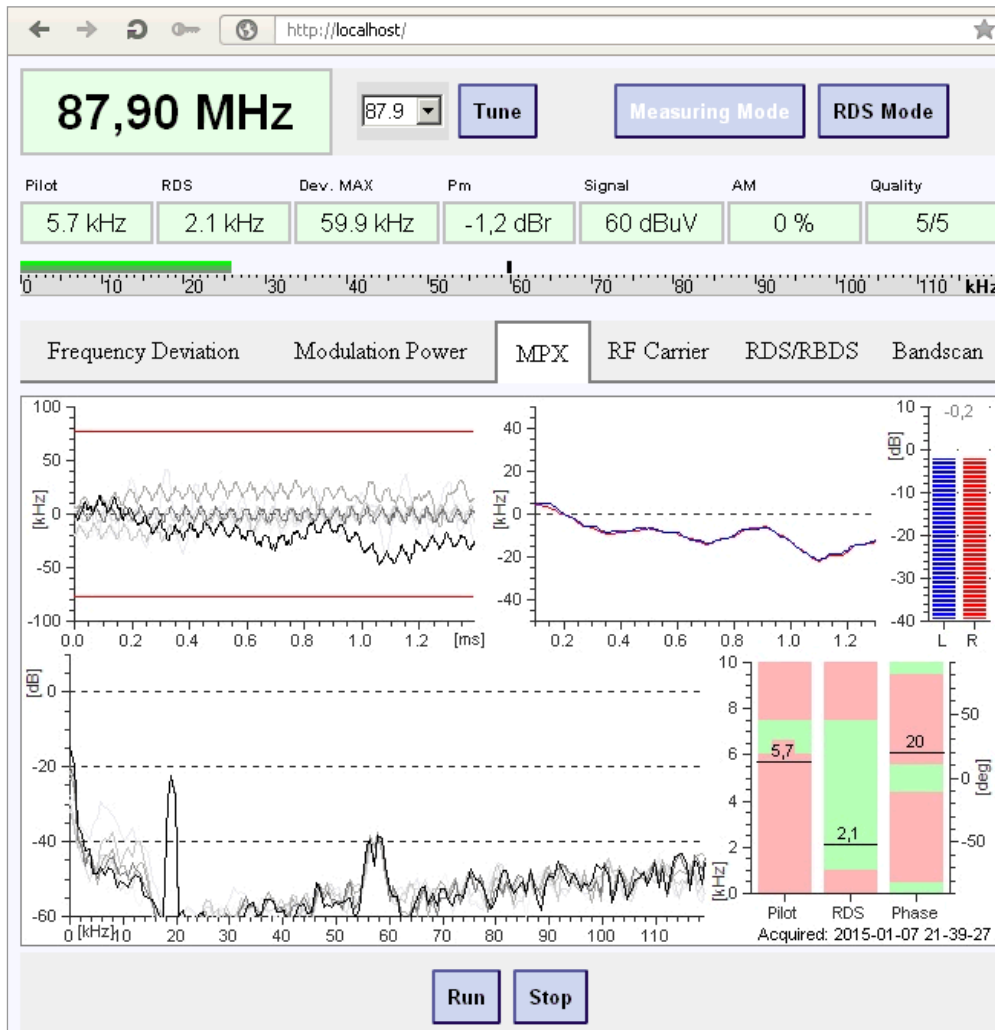 http://localhost/
87,90 MHz
87.9
Tune
Measuring Mode
RDS Mode
Pilot RDS Dev. MAX Pm Signal AM Quality
5.7 kHz 2.1 kHz 59.9 kHz -1,2 dBr 60 dBuV 0 % 5/5
0 10 20 30 40 50 60 70 80 90 100 110 kHz
Frequency Deviation Modulation Power MPX RF Carrier RDS/RBDS Bandscan
100
50
0
-50
-100
[kHz]
0.0 0.2 0.4 0.6 0.8 1.0 1.2 [ms]
40
20
0
-20
-40
[kHz]
0.2 0.4 0.6 0.8 1.0 1.2
10
0
-10
-20
-30
-40
[dB]
-0,2
L R
[dB]
0
-20
-40
-60
0 [kHz] 10 20 30 40 50 60 70 80 90 100 110
10
8
6
4
2
0
[kHz]
5,7
2,1
20
50
0
-50
[deg]
Pilot RDS Phase
Acquired: 2015-01-07 21-39-27
Run Stop